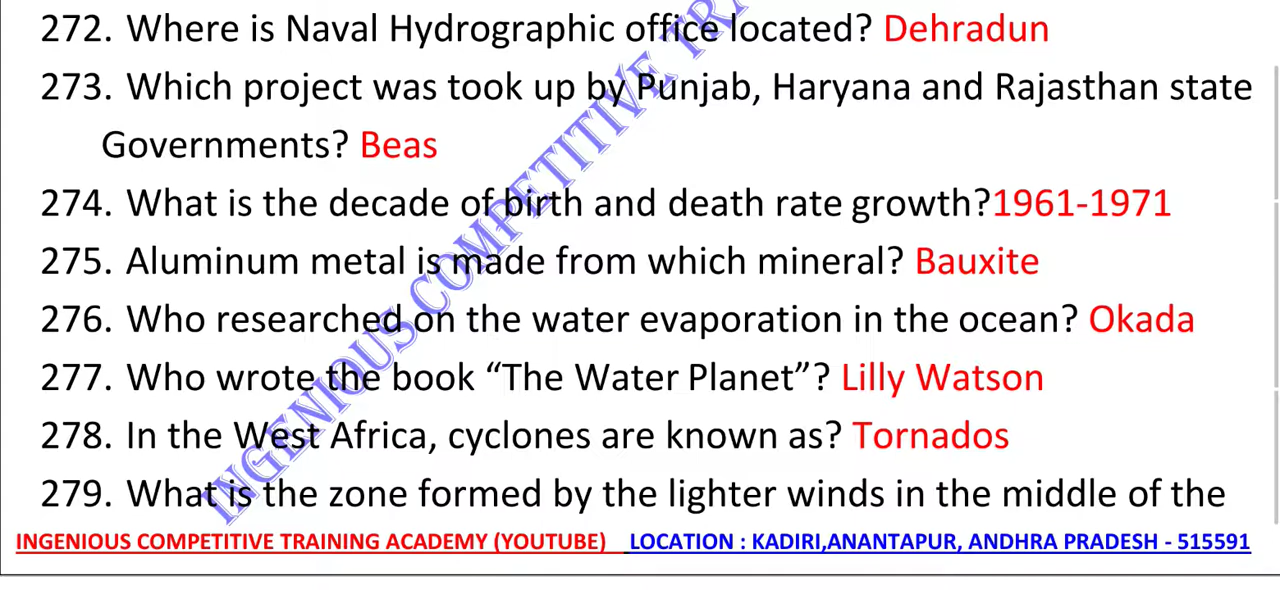 272. Where is Naval Hydrographic office located? Dehradun
273. Which project was took up by Punjab, Haryana and Rajasthan state
Governments? Beas
274. What is the decade of birth and death rate growth?1961-1971
275. Aluminum metal is made from which mineral? Bauxite
276. Who researched on the water evaporation in the ocean? Okada
277. Who wrote the book “The Water Planet”? Lilly Watson
278. In the West Africa, cyclones are known as? Tornados
279. What is the zone formed by the lighter winds in the middle of the
INGENIOUS COMPETITIVE TRAINING ACADEMY (YOUTUBE) LOCATION : KADIRI,ANANTAPUR, ANDHRA PRADESH - 515591
INGENIOUS COMPETITIVE TRA